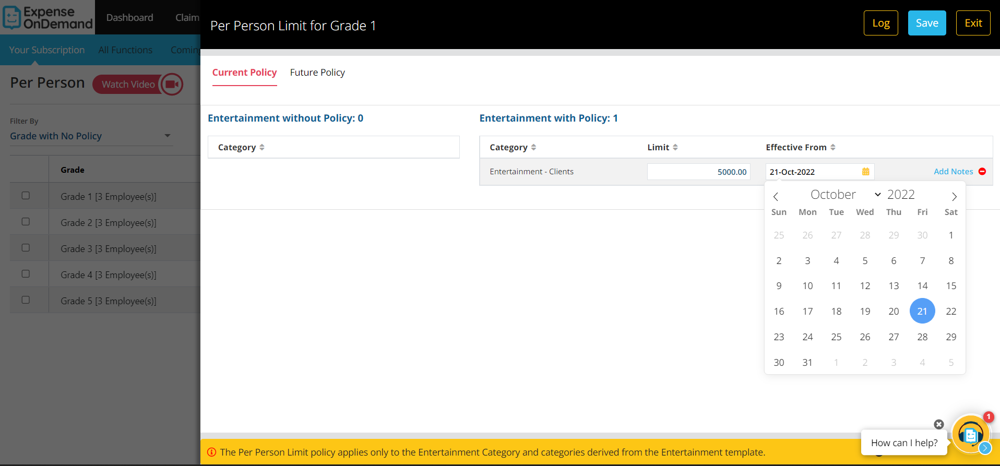 Expense
OnDemand
Dashboard
Claim
Per Person Limit for Grade 1
Log
Save
Exit
Your Subscription
All Functions
Coming
Current Policy
Future Policy
Per Person
Watch Video
Filter By
Grade with No Policy
Grade
Grade 1 [3 Employee(s)]
Grade 2 [3 Employee(s)]
Grade 3 [3 Employee(s)]
Grade 4 [3 Employee(s)]
Grade 5 [3 Employee(s)]
Entertainment without Policy: 0
Category
Entertainment with Policy: 1
Category Limit Effective From
Entertainment - Clients 5000.00 21-Oct-2022 Add Notes
October 2022
Sun Mon Tue Wed Thu Fri Sat
25 26 27 28 29 30 1
2 3 4 5 6 7 8
9 10 11 12 13 14 15
16 17 18 19 20 21 22
23 24 25 26 27 28 29
30 31 1 2 3 4 5
1
How can I help?
The Per Person Limit policy applies only to the Entertainment Category and categories derived from the Entertainment template.